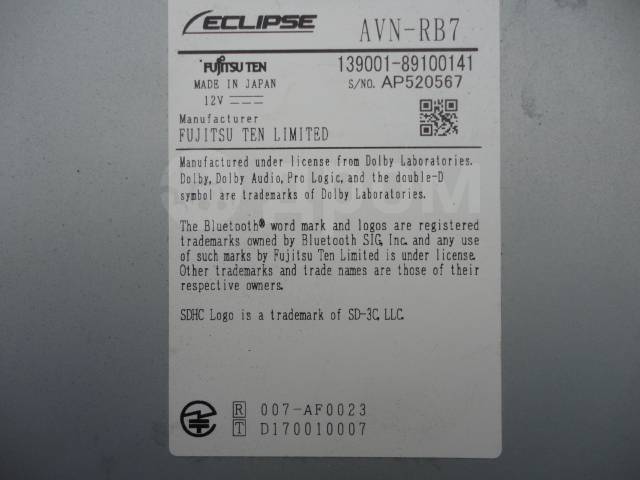 ECLIPSE AVN-RB7
FUJITSU TEN 139001-89100141
MADE IN JAPAN S/NO. AP520567
12V
Manufacturer
FUJITSU TEN LIMITED
Manufactured under license from Dolby Laboratories.
Dolby, Dolby Audio, Pro Logic, and the double-D
symbol are trademarks of Dolby Laboratories.
The Bluetooth® word mark and logos are registered
trademarks owned by Bluetooth SIG, Inc. and any use
of such marks by Fujitsu Ten Limited is under license.
Other trademarks and trade names are those of their
respective owners.
SDHC Logo is a trademark of SD-3C, LLC.
R 007-AF0023
T D170010007